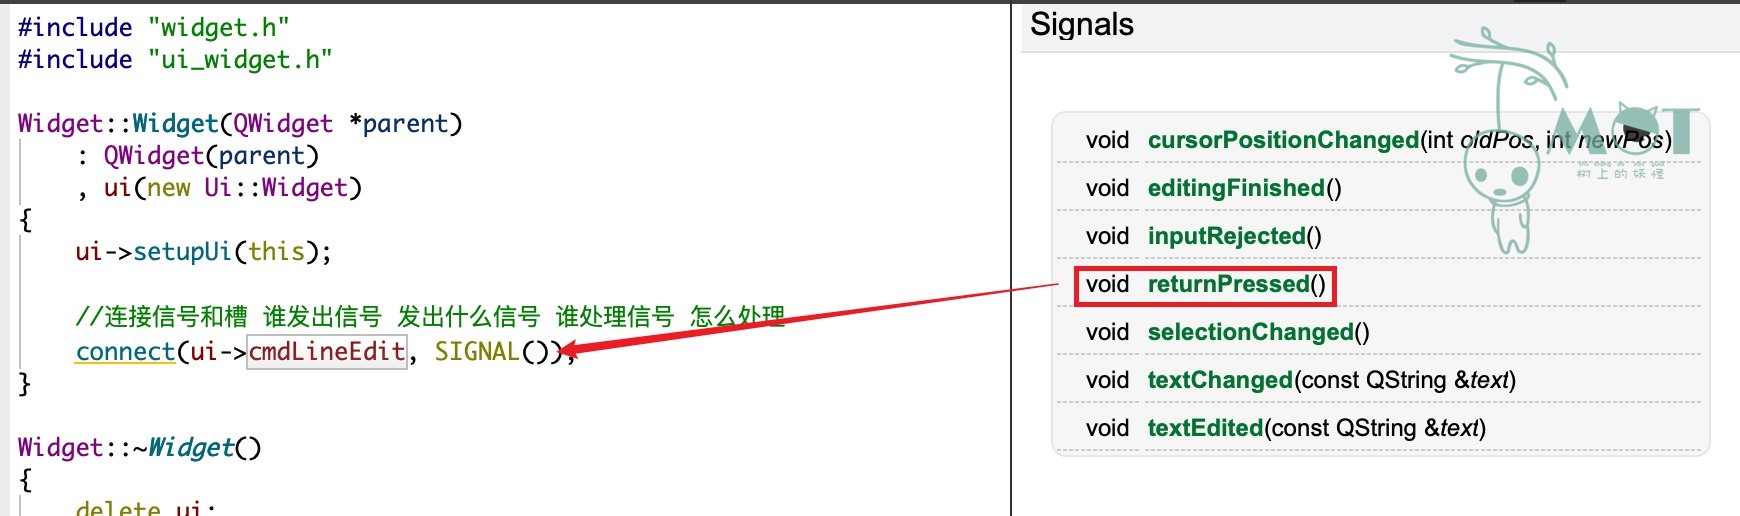 #include "widget.h"
#include "ui_widget.h"
Widget::Widget(QWidget *parent)
: QWidget(parent)
, ui(new Ui::Widget)
{
ui->setupUi(this);
//连接信号和槽 谁发出信号 发出什么信号 谁处理信号 怎么处理
connect(ui->cmdLineEdit, SIGNAL());
}
Widget::~Widget()
{
delete ui;
Signals
void cursorPositionChanged(int oldPos, int newPos)
void editingFinished()
void inputRejected()
void returnPressed()
void selectionChanged()
void textChanged(const QString &text)
void textEdited(const QString &text)
MOT
树上的妖怪